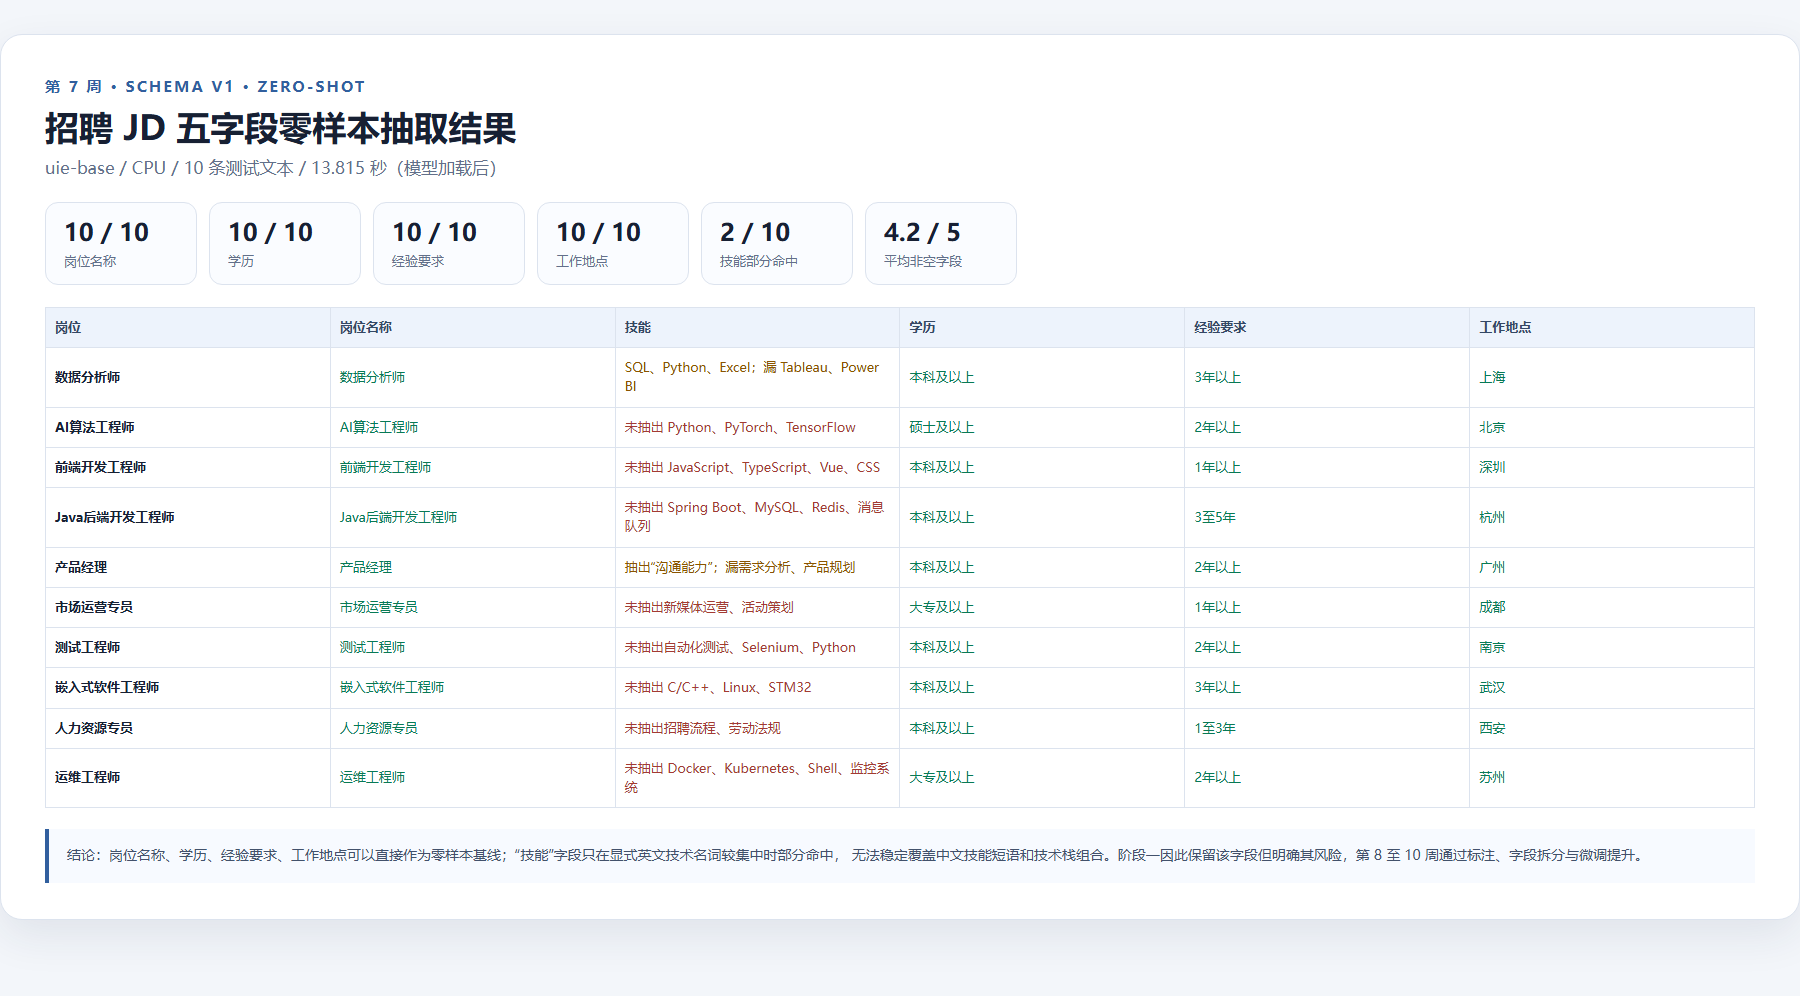 第 7 周 • SCHEMA V1 • ZERO-SHOT
招聘 JD 五字段零样本抽取结果
uie-base / CPU / 10 条测试文本 / 13.815 秒（模型加载后）
10 / 10
岗位名称
10 / 10
学历
10 / 10
经验要求
10 / 10
工作地点
2 / 10
技能部分命中
4.2 / 5
平均非空字段
岗位 岗位名称 技能 学历 经验要求 工作地点
数据分析师 数据分析师 SQL、Python、Excel；漏 Tableau、Power
BI 本科及以上 3年以上 上海
AI算法工程师 AI算法工程师 未抽出 Python、PyTorch、TensorFlow 硕士及以上 2年以上 北京
前端开发工程师 前端开发工程师 未抽出 JavaScript、TypeScript、Vue、CSS 本科及以上 1年以上 深圳
Java后端开发工程师 Java后端开发工程师 未抽出 Spring Boot、MySQL、Redis、消息
队列 本科及以上 3至5年 杭州
产品经理 产品经理 抽出“沟通能力”；漏需求分析、产品规划 本科及以上 2年以上 广州
市场运营专员 市场运营专员 未抽出新媒体运营、活动策划 大专及以上 1年以上 成都
测试工程师 测试工程师 未抽出自动化测试、Selenium、Python 本科及以上 2年以上 南京
嵌入式软件工程师 嵌入式软件工程师 未抽出 C/C++、Linux、STM32 本科及以上 3年以上 武汉
人力资源专员 人力资源专员 未抽出招聘流程、劳动法规 本科及以上 1至3年 西安
运维工程师 运维工程师 未抽出 Docker、Kubernetes、Shell、监控系
统 大专及以上 2年以上 苏州
结论：岗位名称、学历、经验要求、工作地点可以直接作为零样本基线；“技能”字段只在显式英文技术名词较集中时部分命中， 无法稳定覆盖中文技能短语和技术栈组合。阶段一因此保留该字段但明确其风险，第 8 至 10 周通过标注、字段拆分与微调提升。